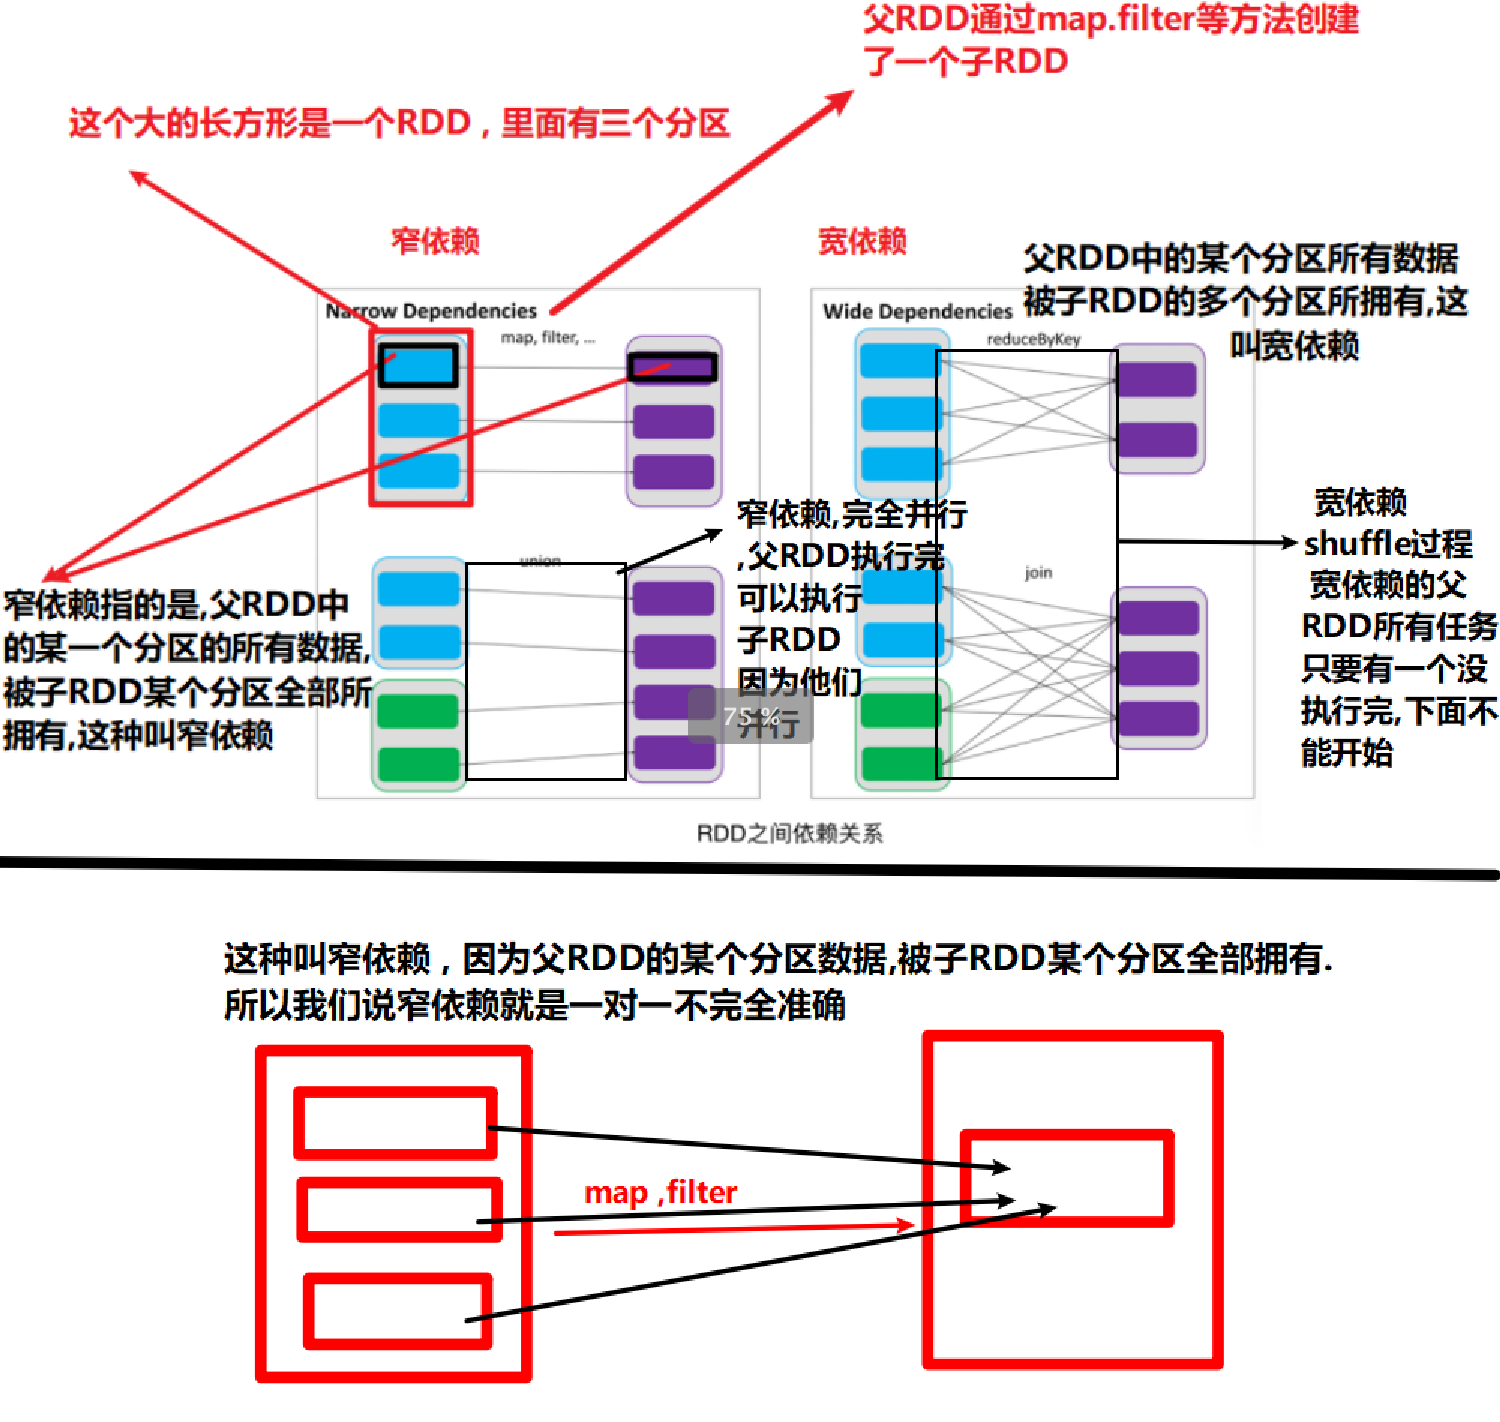 父RDD通过map.filter等方法创建
了一个子RDD
这个大的长方形是一个RDD，里面有三个分区
窄依赖
宽依赖
父RDD中的某个分区所有数据
被子RDD的多个分区所拥有,这
叫宽依赖
Narrow Dependencies
map, filter, ...
Wide Dependencies
reduceByKey
窄依赖,完全并行
,父RDD执行完
可以执行
子RDD
因为他们
并行
75 %
union
join
宽依赖
shuffle过程
宽依赖的父
RDD所有任务
只要有一个没
执行完,下面不
能开始
窄依赖指的是,父RDD中
的某一个分区的所有数据,
被子RDD某个分区全部所
拥有,这种叫窄依赖
RDD之间依赖关系
这种叫窄依赖，因为父RDD的某个分区数据,被子RDD某个分区全部拥有.
所以我们说窄依赖就是一对一不完全准确
map ,filter